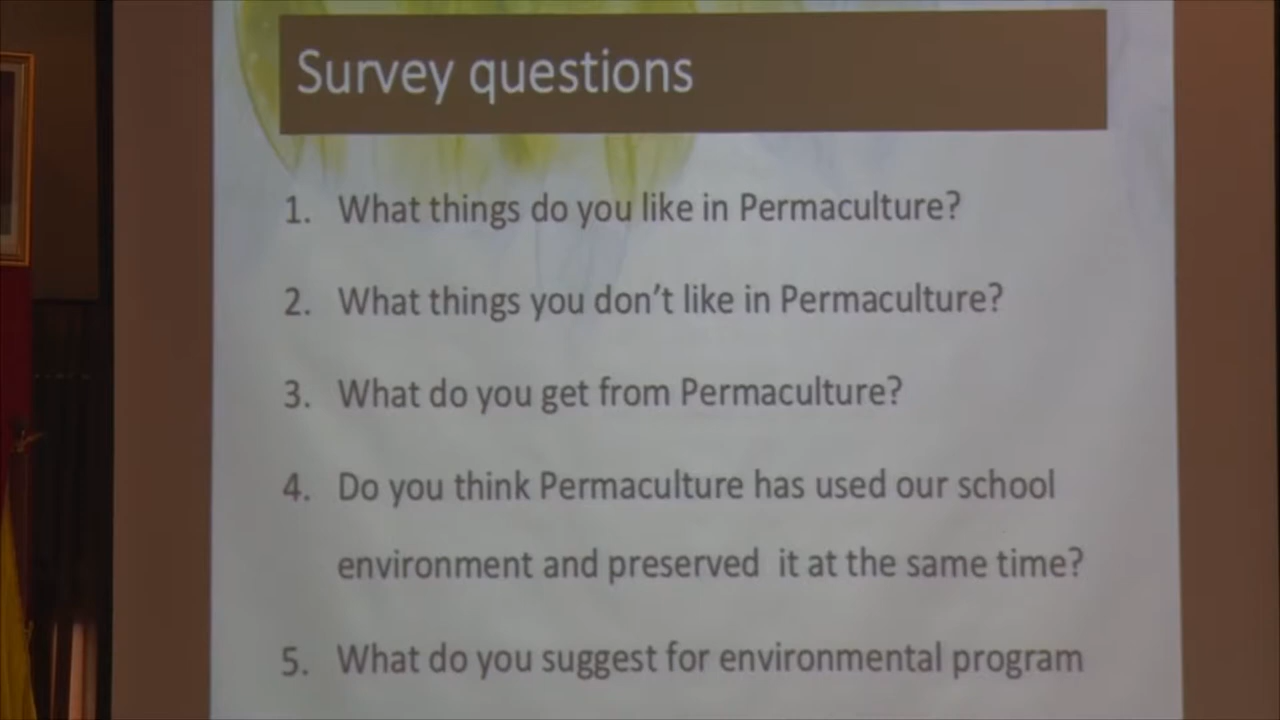 Survey questions
1. What things do you like in Permaculture?
2. What things you don't like in Permaculture?
3. What do you get from Permaculture?
4. Do you think Permaculture has used our school
environment and preserved it at the same time?
5. What do you suggest for environmental program